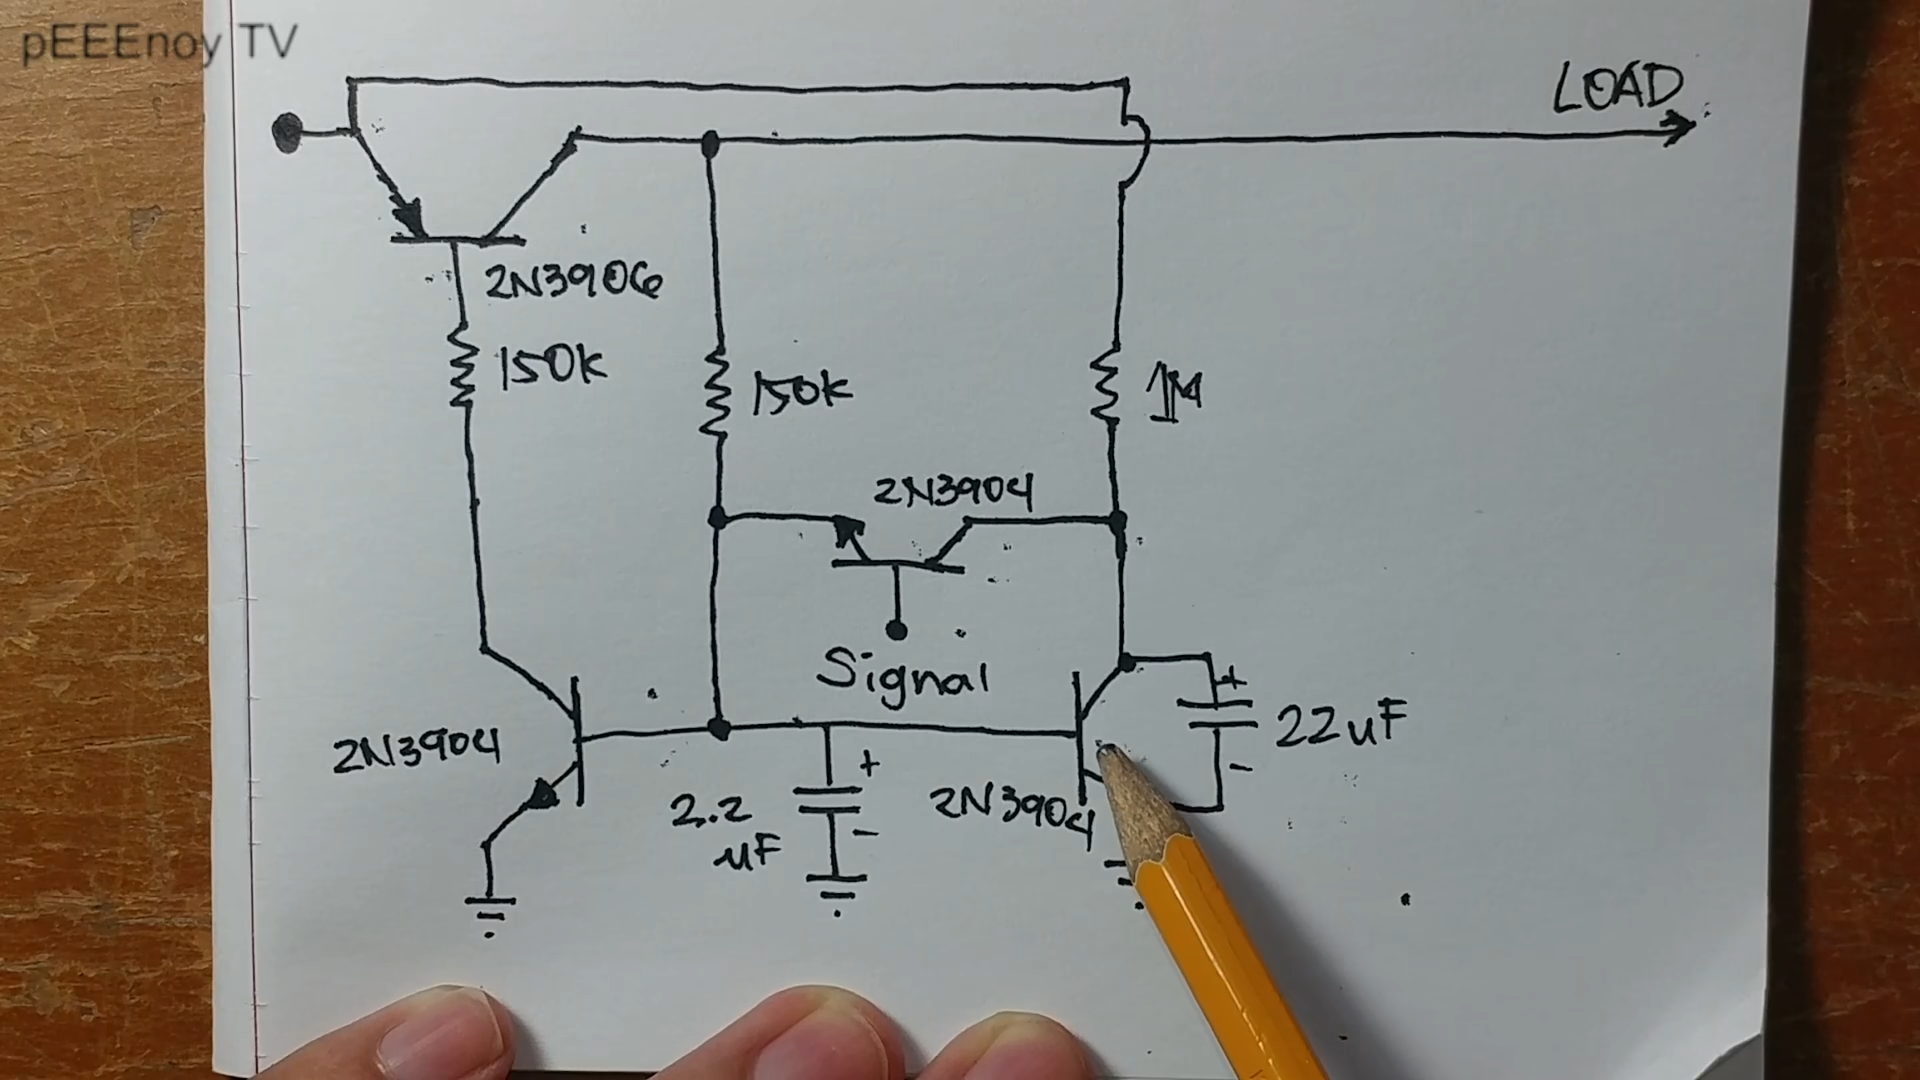 pEEEnoy TV
LOAD
2N3906
150k
150k
1M
2N3904
Signal
2N3904
2.2
uF
+
-
2N3904
+
-
22uF